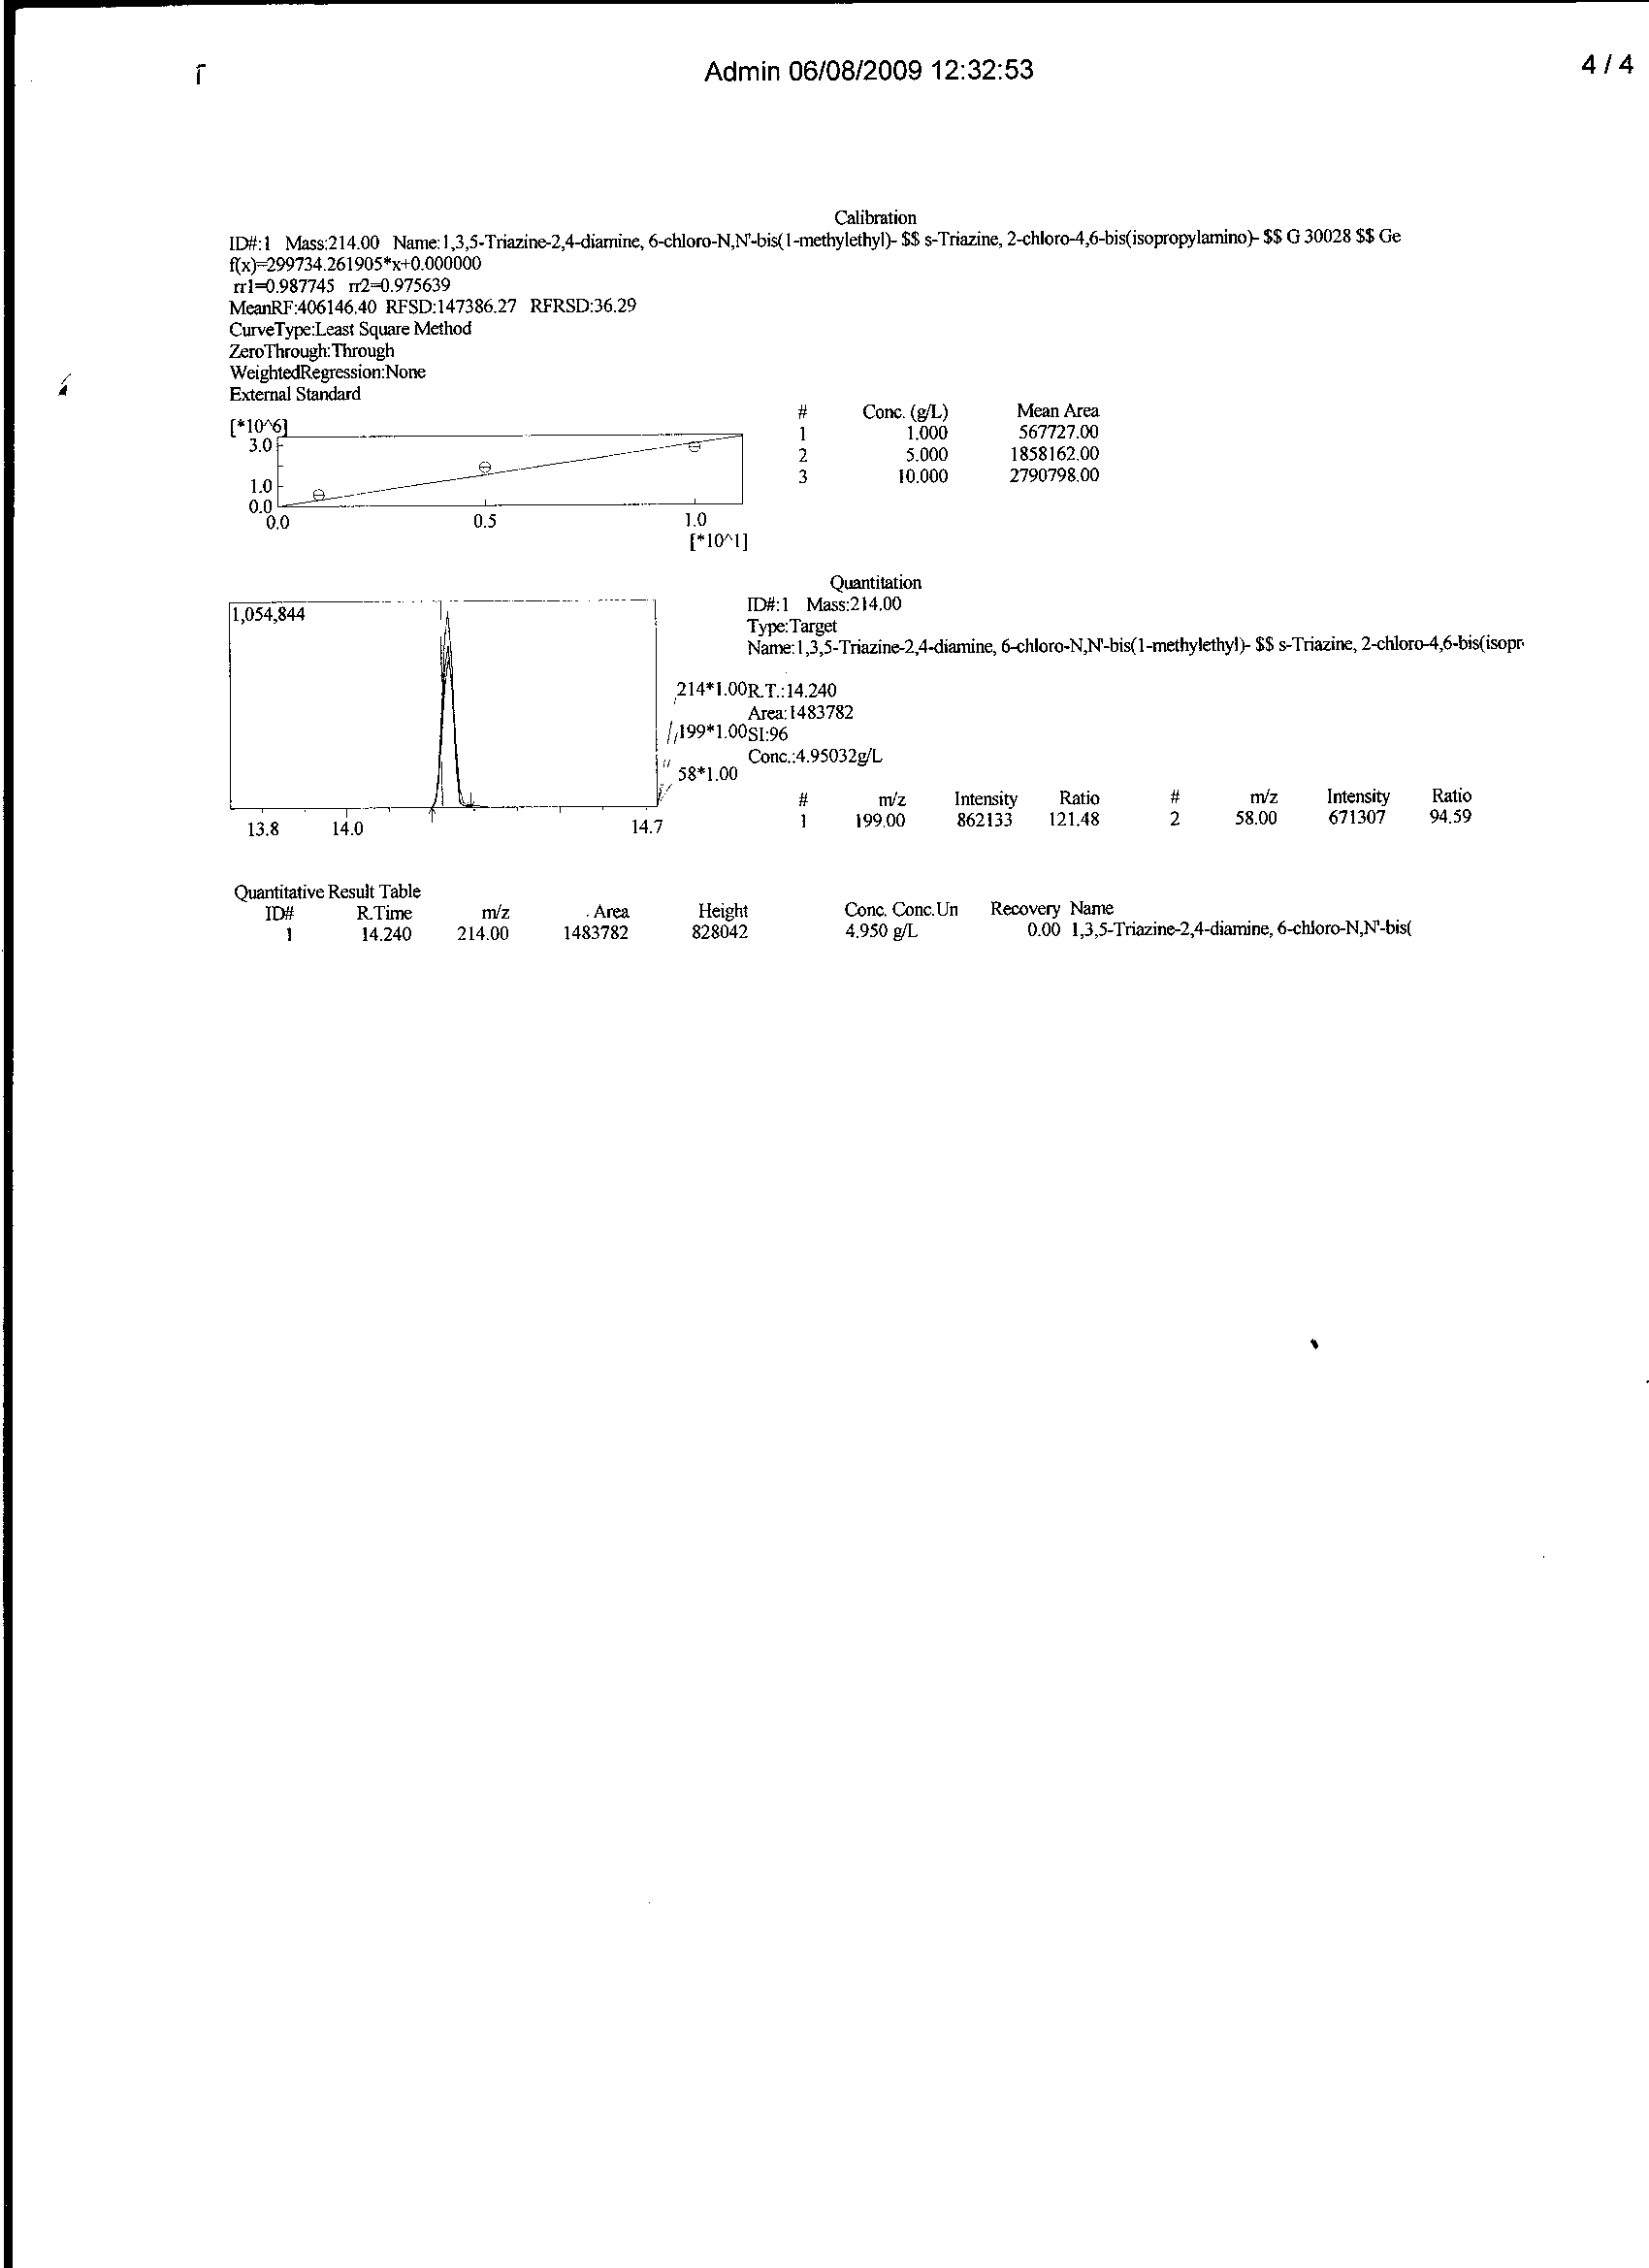 Admin 06/08/2009 12:32:53 4 / 4
Calibration
ID#:1 Mass:214.00 Name:1,3,5-Triazine-2,4-diamine, 6-chloro-N,N'-bis(1-methylethyl)- $$ s-Triazine, 2-chloro-4,6-bis(isopropylamino)- $$ G 30028 $$ Ge
f(x)=299734.261905*x+0.000000
rr1=0.987745 rr2=0.975639
MeanRF:406146.40 RFSD:147386.27 RFRSD:36.29
CurveType:Least Square Method
ZeroThrough:Through
WeightedRegression:None
External Standard
[*10^6]
3.0
1.0
0.0
0.0 0.5 1.0
[*10^1]
# Conc. (g/L) Mean Area
1 1.000 567727.00
2 5.000 1858162.00
3 10.000 2790798.00
Quantitation
ID#:1 Mass:214.00
Type:Target
Name:1,3,5-Triazine-2,4-diamine, 6-chloro-N,N'-bis(1-methylethyl)- $$ s-Triazine, 2-chloro-4,6-bis(isopr
1,054,844
214*1.00 R.T.:14.240
Area:1483782
199*1.00 SI:96
Conc.:4.95032g/L
58*1.00
13.8 14.0 14.7
# m/z Intensity Ratio # m/z Intensity Ratio
1 199.00 862133 121.48 2 58.00 671307 94.59
Quantitative Result Table
ID# R.Time m/z Area Height Conc. Conc.Un Recovery Name
1 14.240 214.00 1483782 828042 4.950 g/L 0.00 1,3,5-Triazine-2,4-diamine, 6-chloro-N,N'-bis(